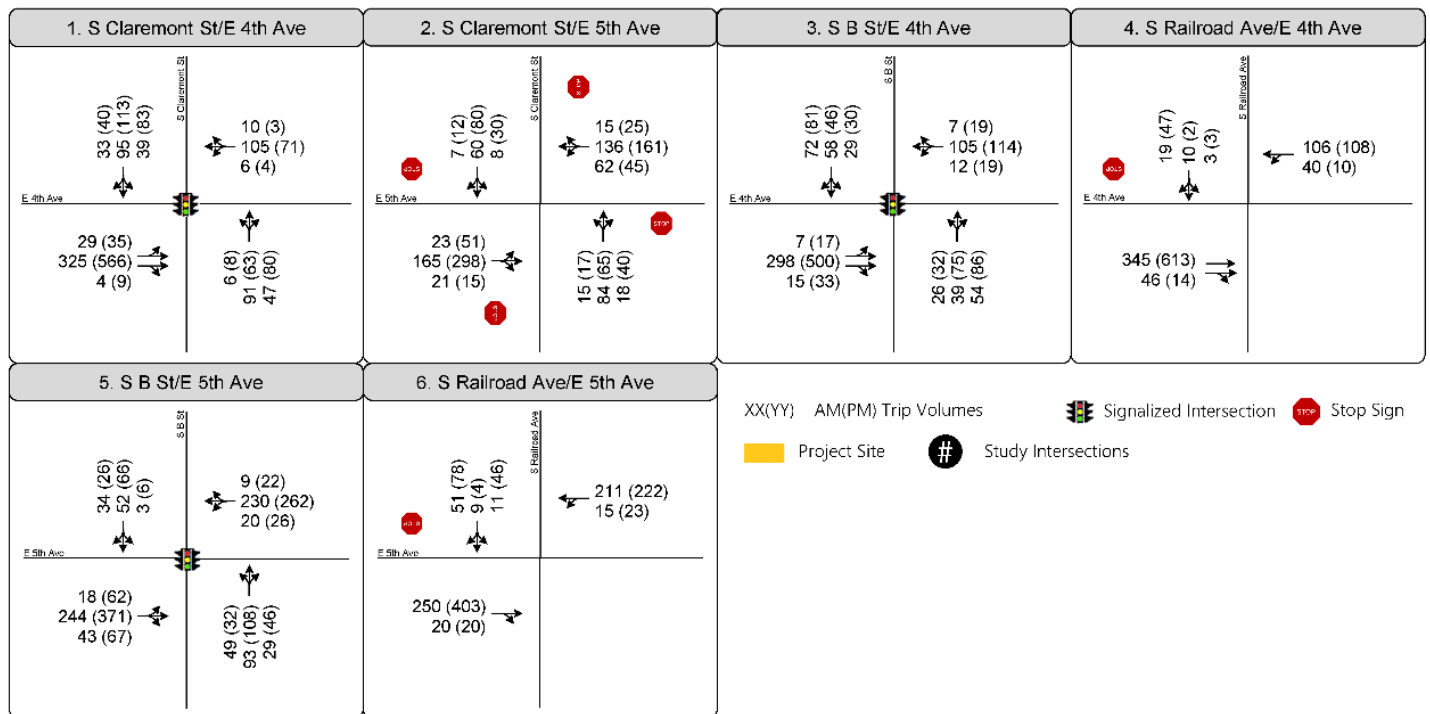 1. S Claremont St/E 4th Ave
S Claremont St
33 (40)
95 (113)
39 (83)
10 (3)
105 (71)
6 (4)
E 4th Ave
29 (35)
325 (566)
4 (9)
6 (8)
91 (63)
47 (80)
2. S Claremont St/E 5th Ave
S Claremont St
STOP
7 (12)
60 (80)
8 (30)
15 (25)
136 (161)
62 (45)
STOP
E 5th Ave
STOP
23 (51)
165 (298)
21 (15)
15 (17)
84 (65)
18 (40)
STOP
3. S B St/E 4th Ave
S B St
72 (81)
58 (46)
29 (30)
7 (19)
105 (114)
12 (19)
E 4th Ave
7 (17)
298 (500)
15 (33)
26 (32)
39 (75)
54 (86)
4. S Railroad Ave/E 4th Ave
S Railroad Ave
19 (47)
10 (2)
3 (3)
106 (108)
40 (10)
STOP
E 4th Ave
345 (613)
46 (14)
5. S B St/E 5th Ave
S B St
34 (26)
52 (66)
3 (6)
9 (22)
230 (262)
20 (26)
E 5th Ave
18 (62)
244 (371)
43 (67)
49 (32)
93 (108)
29 (46)
6. S Railroad Ave/E 5th Ave
S Railroad Ave
51 (78)
9 (4)
11 (46)
211 (222)
15 (23)
STOP
E 5th Ave
250 (403)
20 (20)
XX(YY) AM(PM) Trip Volumes
Signalized Intersection
STOP Stop Sign
Project Site
# Study Intersections